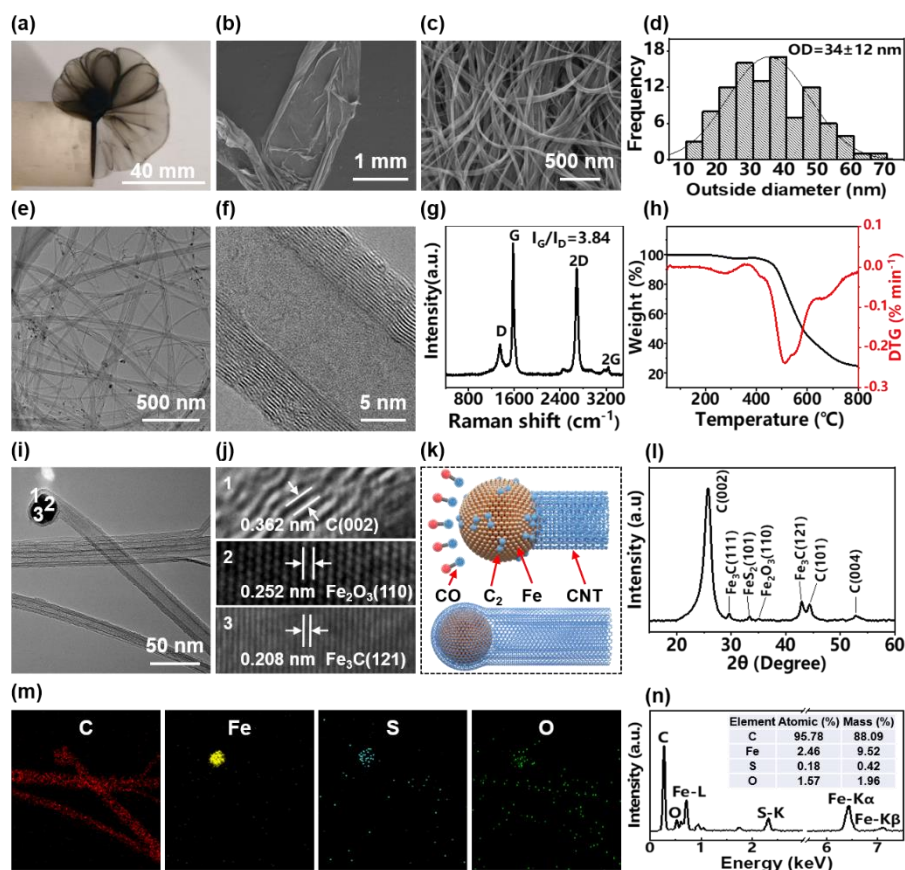 (a)
40 mm
(b)
1 mm
(c)
500 nm
(d)
OD=34±12 nm
Frequency
18
12
6
0
10 20 30 40 50 60 70
Outside diameter (nm)
(e)
500 nm
(f)
5 nm
(g)
I_G/I_D=3.84
G
D
2D
2G
Intensity(a.u.)
800 1600 2400 3200
Raman shift (cm⁻¹)
(h)
Weight (%)
100
80
60
40
20
0.1
0.0
-0.1
-0.2
-0.3
DTG (% min⁻¹)
0 200 400 600 800
Temperature (℃)
(i)
1
2
3
50 nm
(j)
1
0.362 nm C(002)
2
0.252 nm Fe₂O₃(110)
3
0.208 nm Fe₃C(121)
(k)
CO C₂ Fe CNT
(l)
Intensity (a.u)
C(002)
Fe₃C(111)
FeS₂(101)
Fe₂O₃(110)
Fe₃C(121)
C(101)
C(004)
20 30 40 50 60
2θ (Degree)
(m)
C
Fe
S
O
(n)
Intensity (a.u.)
Element Atomic (%) Mass (%)
C 95.78 88.09
Fe 2.46 9.52
S 0.18 0.42
O 1.57 1.96
C
O
Fe-L
S-K
Fe-Kα
Fe-Kβ
0 1 2 6 7
Energy (keV)